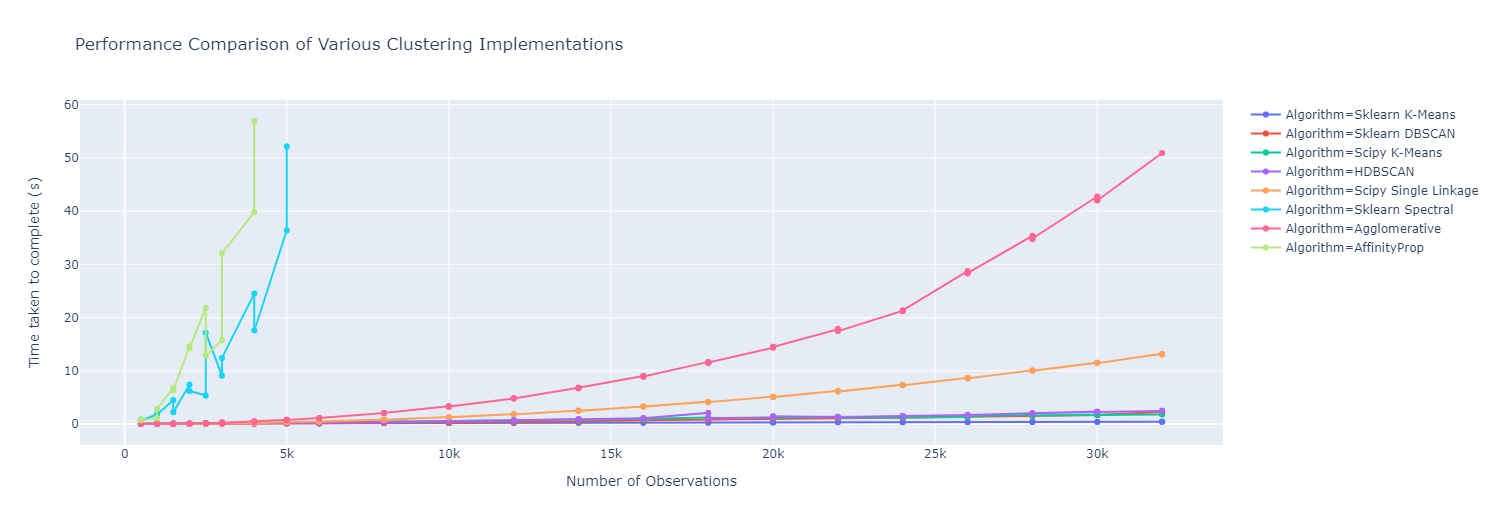 Performance Comparison of Various Clustering Implementations
60
50
40
30
20
10
0
Time taken to complete (s)
0
5k
10k
15k
20k
25k
30k
Number of Observations
Algorithm=Sklearn K-Means
Algorithm=Sklearn DBSCAN
Algorithm=Scipy K-Means
Algorithm=HDBSCAN
Algorithm=Scipy Single Linkage
Algorithm=Sklearn Spectral
Algorithm=Agglomerative
Algorithm=AffinityProp